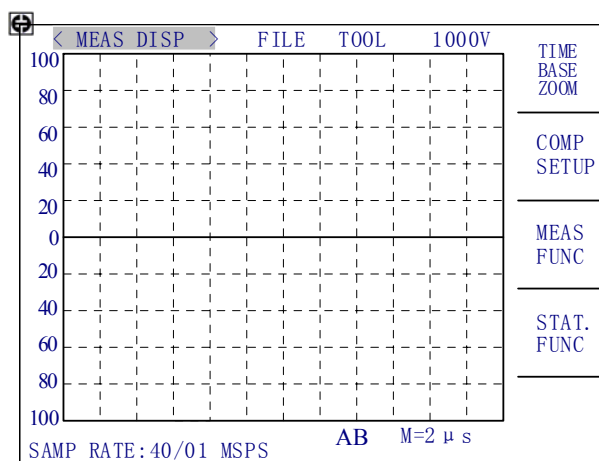 < MEAS DISP > FILE TOOL 1000V
100
80
60
40
20
0
20
40
60
80
100
SAMP RATE:40/01 MSPS
AB M=2μs
TIME
BASE
ZOOM
COMP
SETUP
MEAS
FUNC
STAT.
FUNC